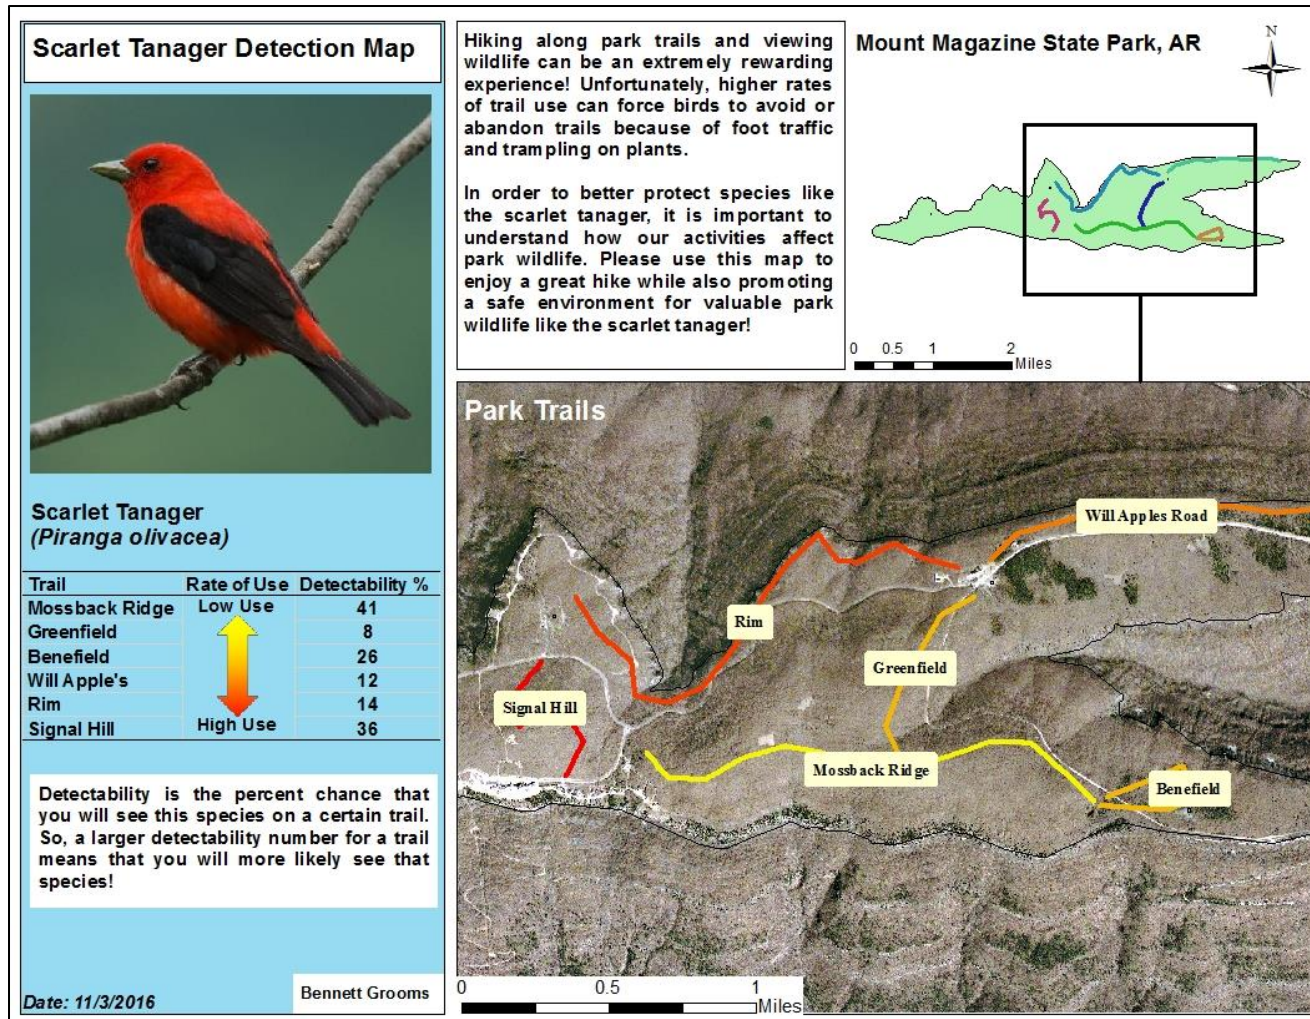 Scarlet Tanager Detection Map
Scarlet Tanager
(Piranga olivacea)
Trail Rate of Use Detectability %
Mossback Ridge Low Use 41
Greenfield 8
Benefield 26
Will Apple's 12
Rim 14
Signal Hill High Use 36
Detectability is the percent chance that
you will see this species on a certain trail.
So, a larger detectability number for a trail
means that you will more likely see that
species!
Date: 11/3/2016
Bennett Grooms
Hiking along park trails and viewing
wildlife can be an extremely rewarding
experience! Unfortunately, higher rates
of trail use can force birds to avoid or
abandon trails because of foot traffic
and trampling on plants.
In order to better protect species like
the scarlet tanager, it is important to
understand how our activities affect
park wildlife. Please use this map to
enjoy a great hike while also promoting
a safe environment for valuable park
wildlife like the scarlet tanager!
Mount Magazine State Park, AR
N
0 0.5 1 2
Miles
Park Trails
Will Apples Road
Rim
Greenfield
Signal Hill
Mossback Ridge
Benefield
0 0.5 1
Miles